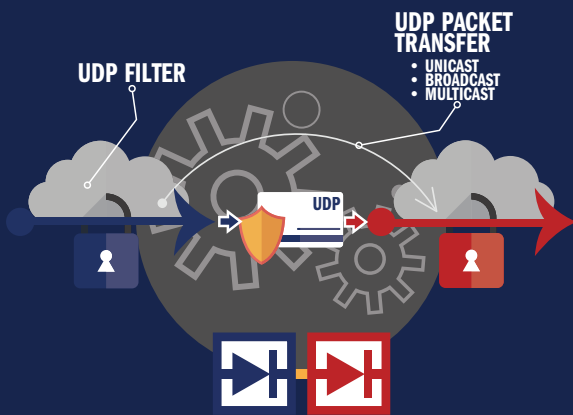 UDP FILTER
UDP PACKET
TRANSFER
• UNICAST
• BROADCAST
• MULTICAST
UDP